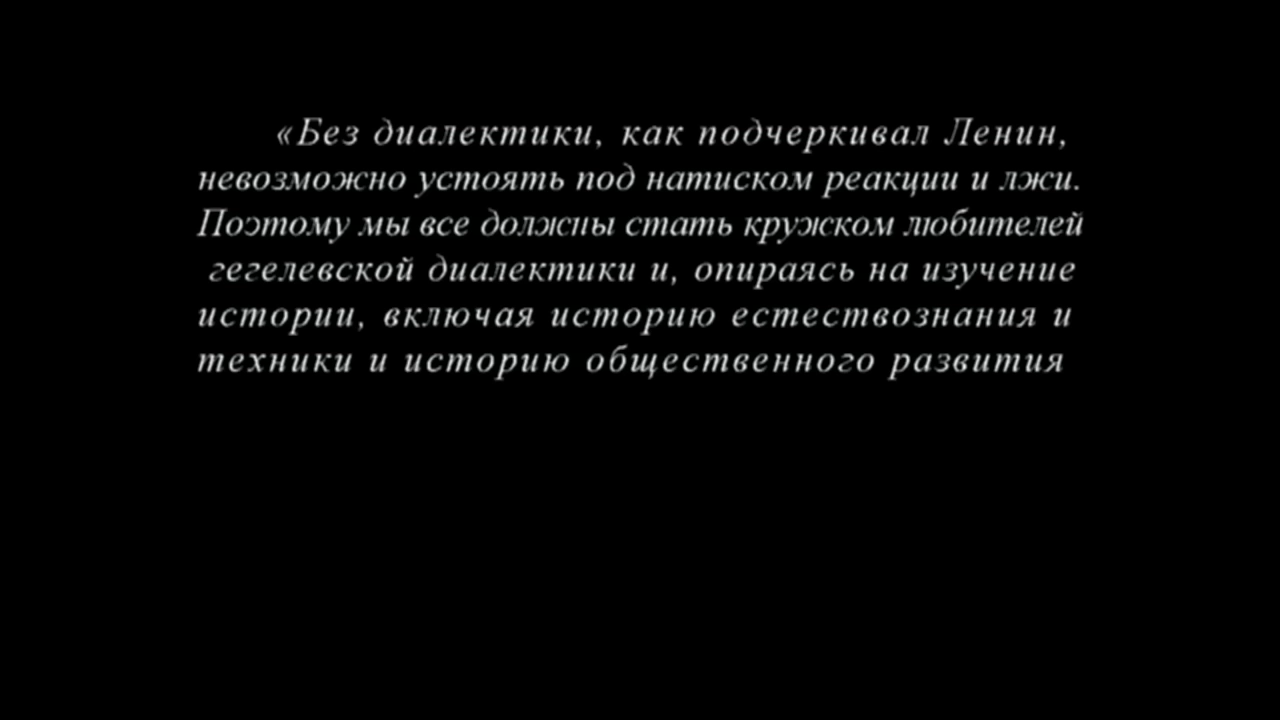 «Без диалектики, как подчеркивал Ленин,
невозможно устоять под натиском реакции и лжи.
Поэтому мы все должны стать кружком любителей
гегелевской диалектики и, опираясь на изучение
истории, включая историю естествознания и
техники и историю общественного развития